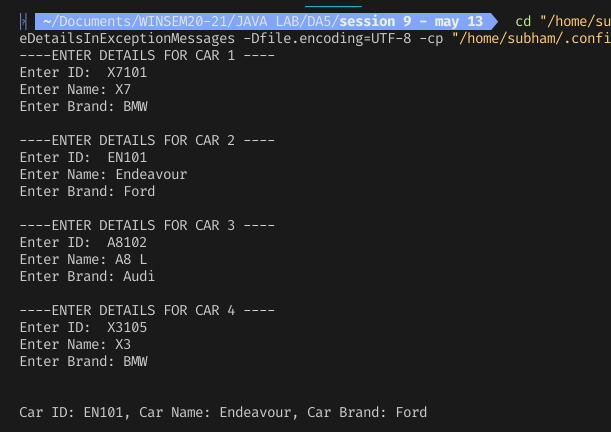 ~/Documents/WINSEM20-21/JAVA LAB/DA5/session 9 - may 13 cd "/home/su
eDetailsInExceptionMessages -Dfile.encoding=UTF-8 -cp "/home/subham/.confi
----ENTER DETAILS FOR CAR 1 ----
Enter ID:  X7101
Enter Name: X7
Enter Brand: BMW

----ENTER DETAILS FOR CAR 2 ----
Enter ID:  EN101
Enter Name: Endeavour
Enter Brand: Ford

----ENTER DETAILS FOR CAR 3 ----
Enter ID:  A8102
Enter Name: A8 L
Enter Brand: Audi

----ENTER DETAILS FOR CAR 4 ----
Enter ID:  X3105
Enter Name: X3
Enter Brand: BMW

Car ID: EN101, Car Name: Endeavour, Car Brand: Ford